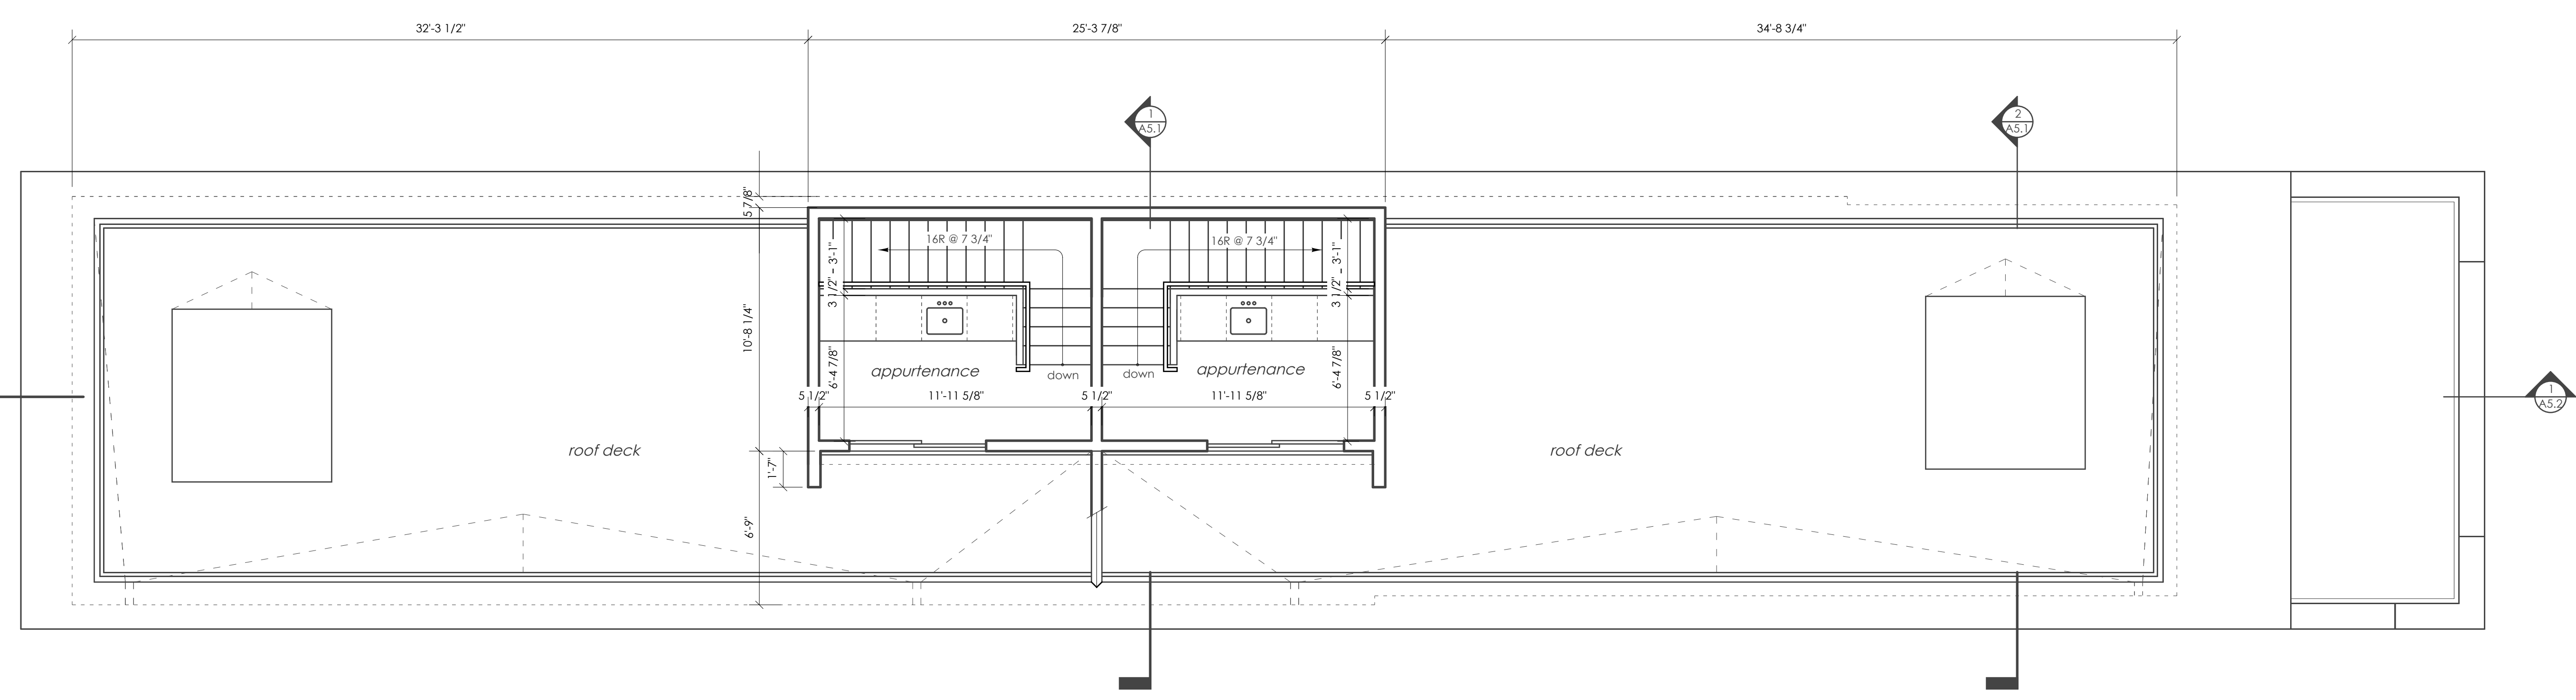 32'-3 1/2"
25'-3 7/8"
34'-8 3/4"
1
A5.1
2
A5.1
5 7/8"
16R @ 7 3/4"
16R @ 7 3/4"
3'-1"
3 1/2"
3'-1"
3 1/2"
10'-8 1/4"
6'-4 7/8"
6'-4 7/8"
appurtenance
appurtenance
down
down
5 1/2"
11'-11 5/8"
5 1/2"
11'-11 5/8"
5 1/2"
1
A5.2
roof deck
roof deck
1'-7"
6'-9"